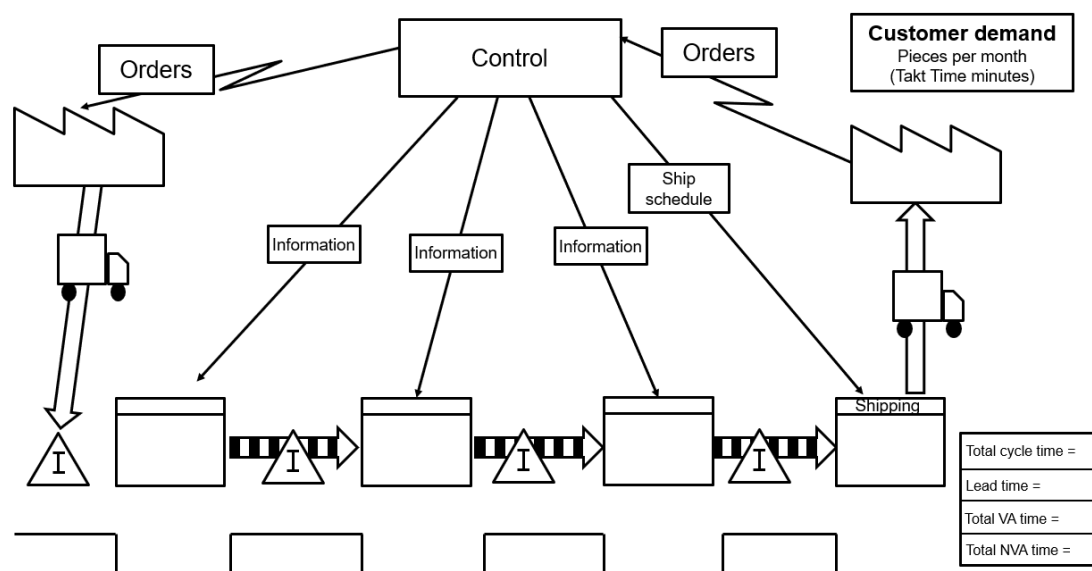 Orders
Control
Orders
Customer demand
Pieces per month
(Takt Time minutes)
Ship
schedule
Information
Information
Information
Shipping
I
I
I
I
Total cycle time =
Lead time =
Total VA time =
Total NVA time =